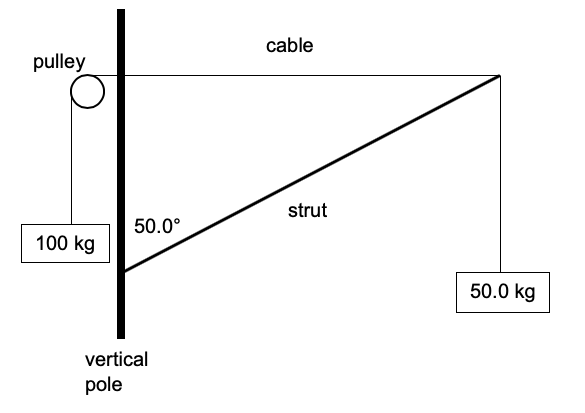 cable
pulley
50.0°
strut
100 kg
50.0 kg
vertical
pole